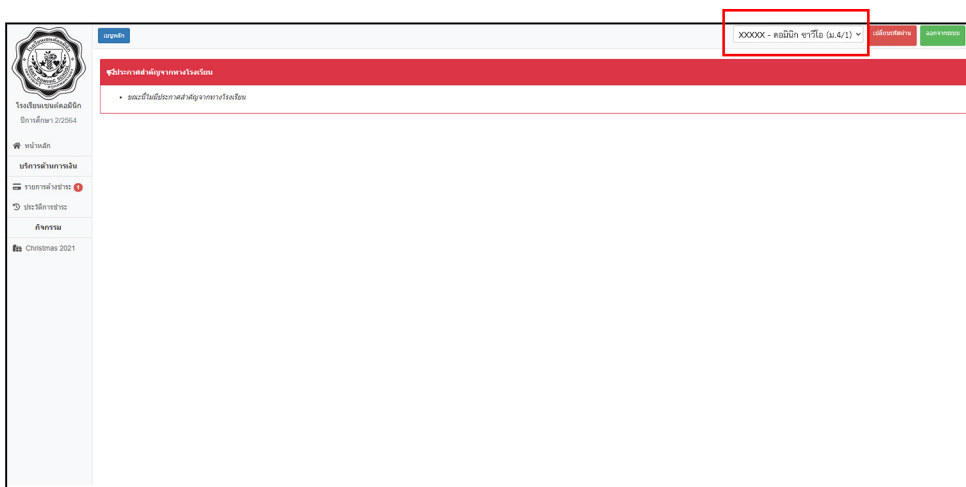 เมนูหลัก
XXXXX - ดอมินิก ซาวีโอ (ม.4/1)
เปลี่ยนรหัสผ่าน
ออกจากระบบ
ประกาศสำคัญจากทางโรงเรียน
ขณะนี้ไม่มีประกาศสำคัญจากทางโรงเรียน
โรงเรียนเซนต์ดอมินิก
ปีการศึกษา 2/2564
หน้าหลัก
บริการด้านการเงิน
รายการค้างชำระ 1
ประวัติการชำระ
กิจกรรม
Christmas 2021